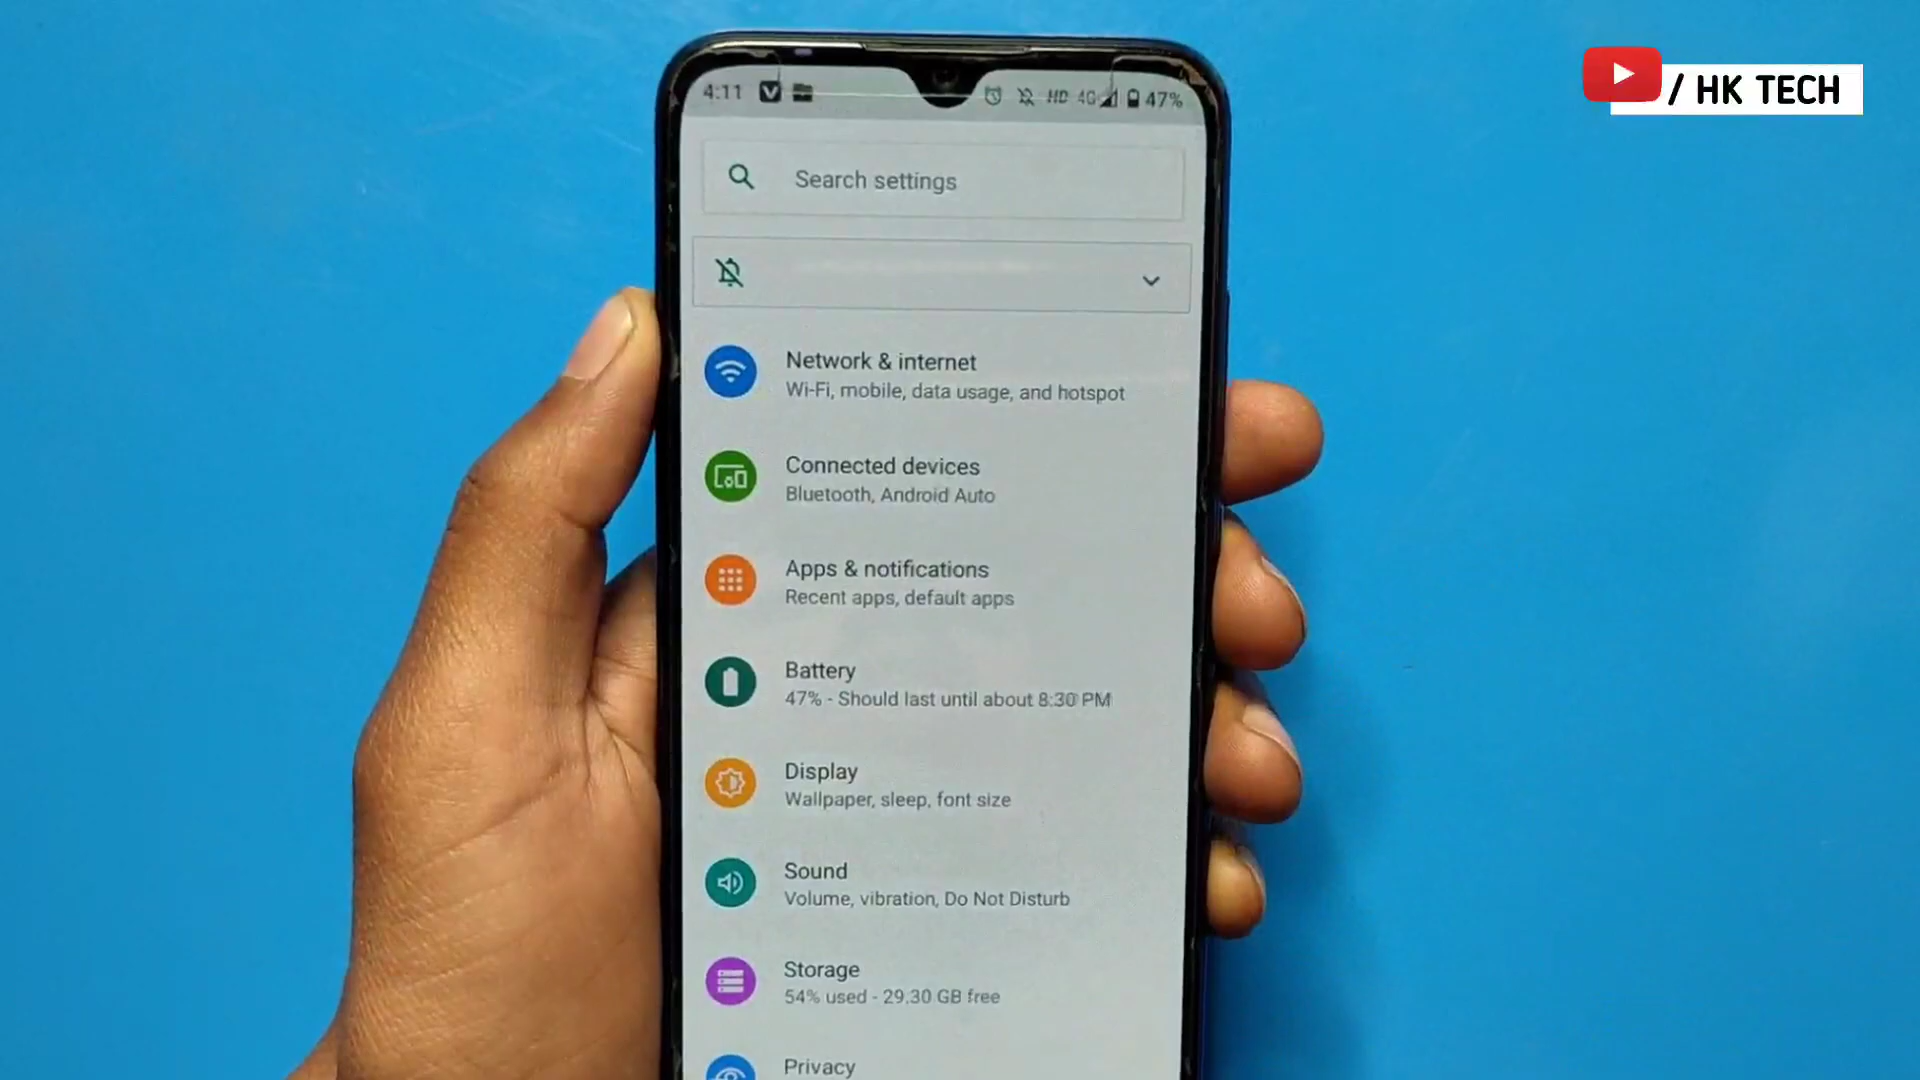 / HK TECH
4:11 HD 4G 47%
Search settings
Network & internet
Wi-Fi, mobile, data usage, and hotspot
Connected devices
Bluetooth, Android Auto
Apps & notifications
Recent apps, default apps
Battery
47% - Should last until about 8:30 PM
Display
Wallpaper, sleep, font size
Sound
Volume, vibration, Do Not Disturb
Storage
54% used - 29.30 GB free
Privacy